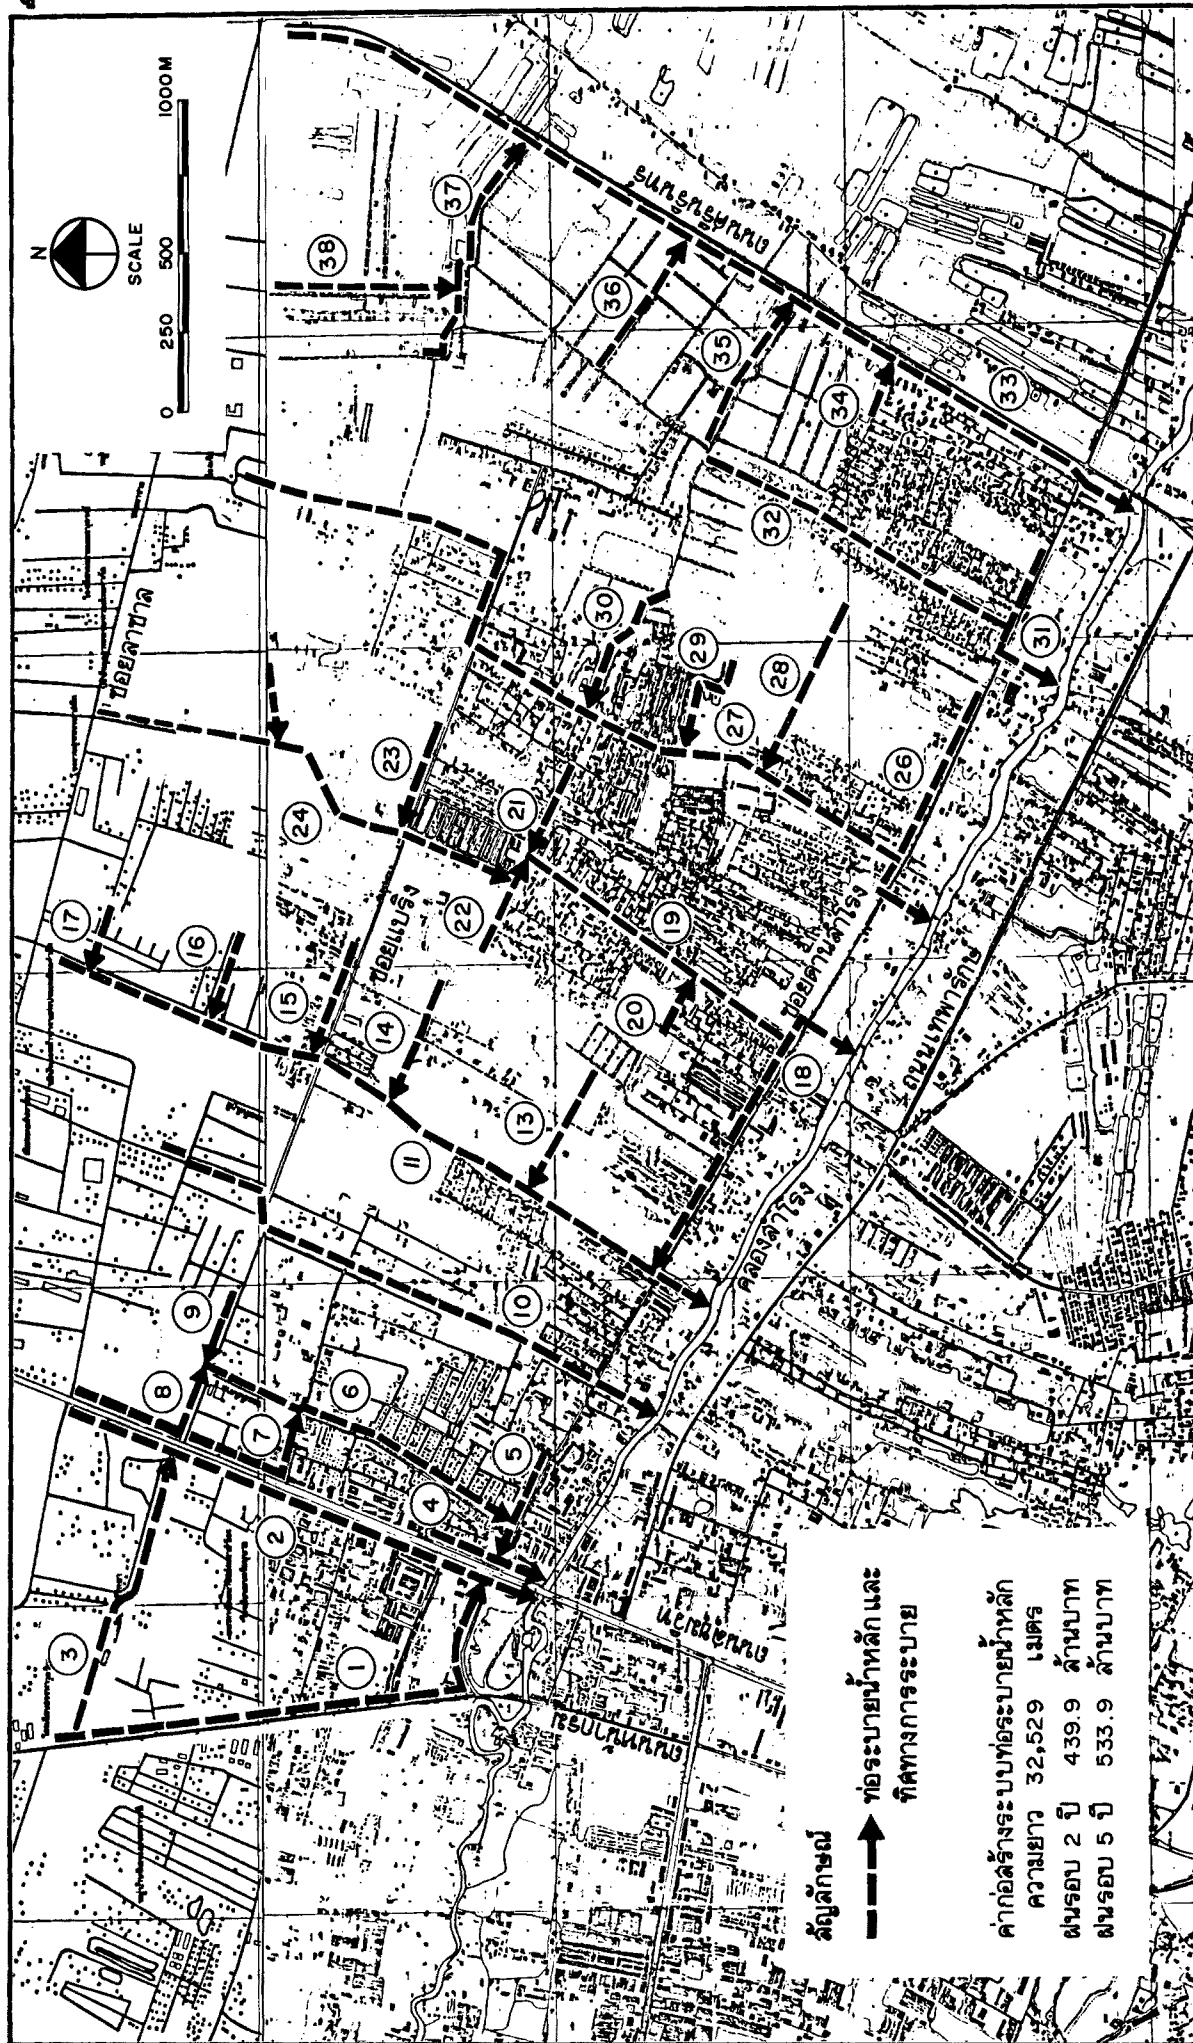 N
SCALE
0 250 500 1000M
ซอยลาซาล
ซอยแบริ่ง
ซอยด่านสำโรง
คลองสำโรง
ถนนเทพารักษ์
ถนนศรีนครินทร์
ถนนสุขุมวิท
1
2
3
4
5
6
7
8
9
10
11
13
14
15
16
17
18
19
20
21
22
23
24
26
27
28
29
30
31
32
33
34
35
36
37
38
สัญลักษณ์
ท่อระบายน้ำหลักและ
ทิศทางการระบาย
ค่าก่อสร้างระบบท่อระบายน้ำหลัก
ความยาว 32,529 เมตร
ฝนรอบ 2 ปี 439.9 ล้านบาท
ฝนรอบ 5 ปี 533.9 ล้านบาท